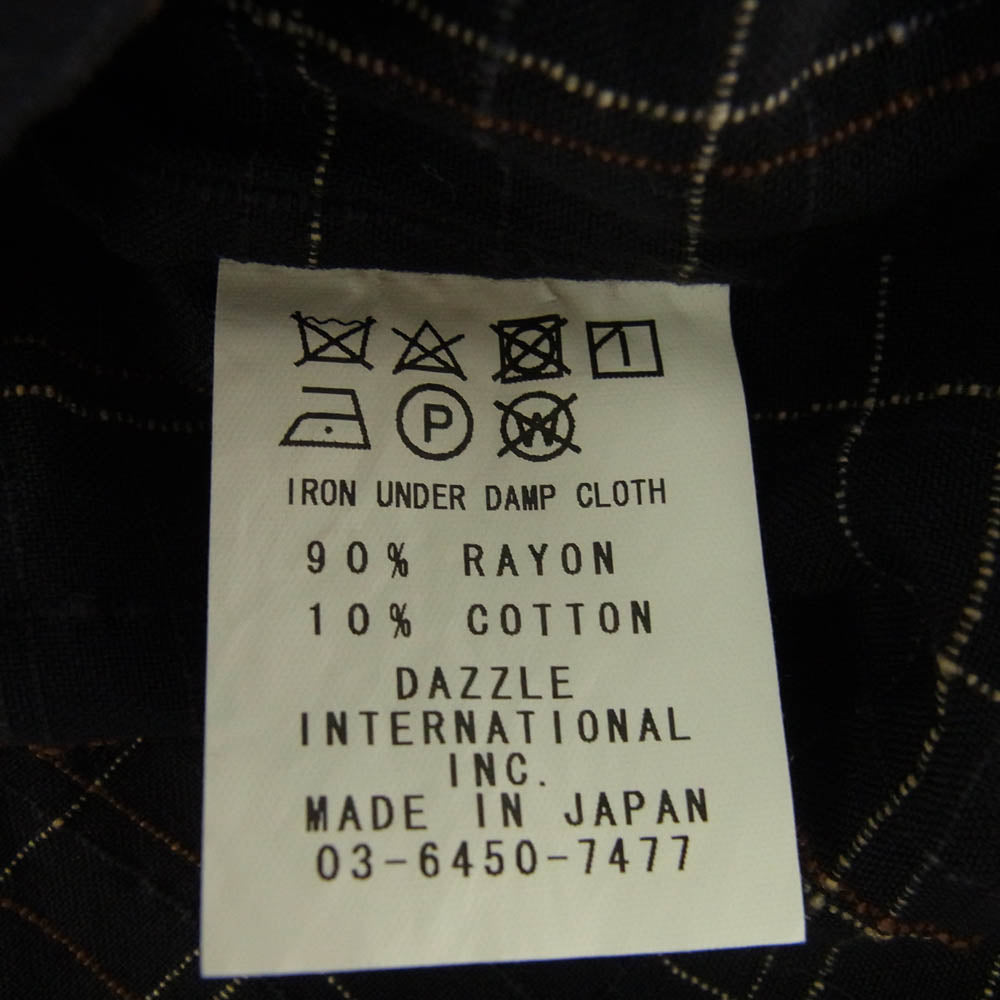 P W
IRON UNDER DAMP CLOTH
90% RAYON
10% COTTON
DAZZLE
INTERNATIONAL
INC.
MADE IN JAPAN
03-6450-7477